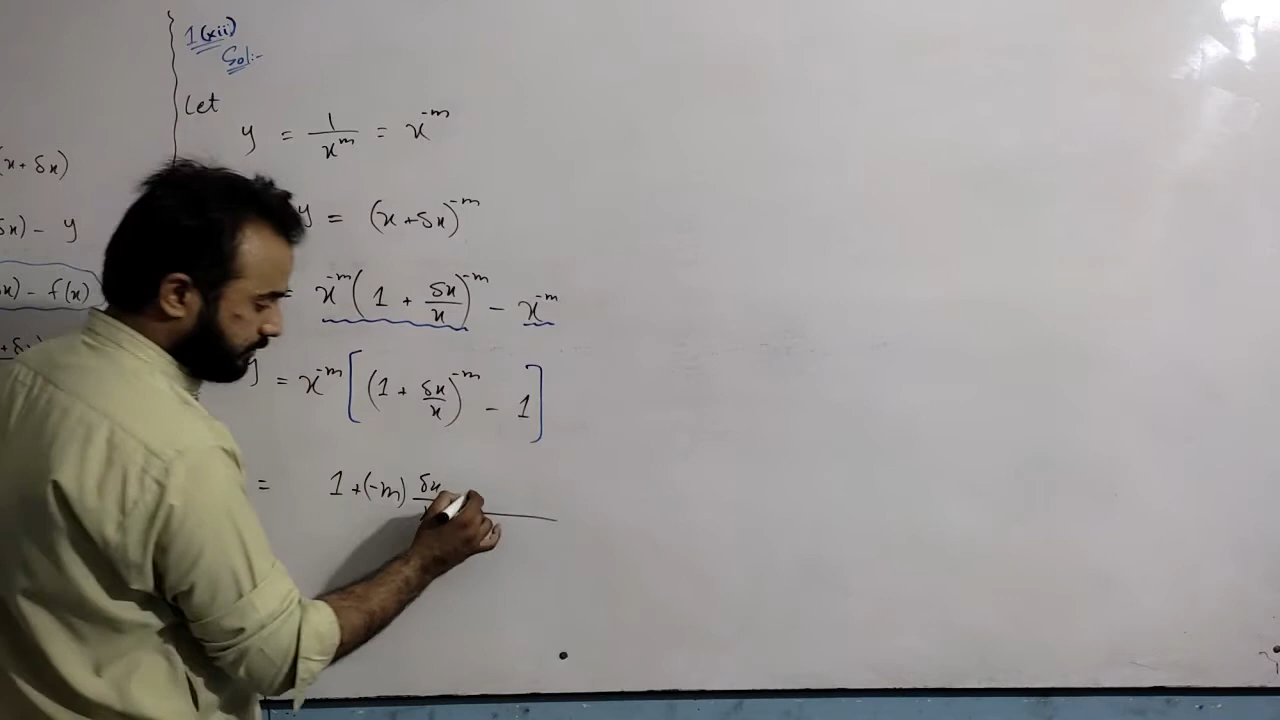 x + δx)
δx) - y
x) - f(x)
1(xii)
Sol:-
Let
y = 1/x^m = x^-m
y = (x + δx)^-m
x^-m (1 + δx/x)^-m - x^-m
y = x^-m [(1 + δx/x)^-m - 1]
= 1 + (-m) δx